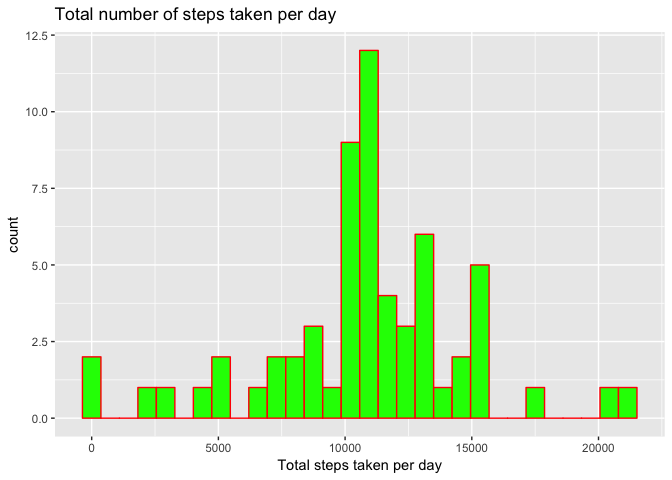 Total number of steps taken per day
12.5
10.0
7.5
5.0
2.5
0.0
count
0 5000 10000 15000 20000
Total steps taken per day